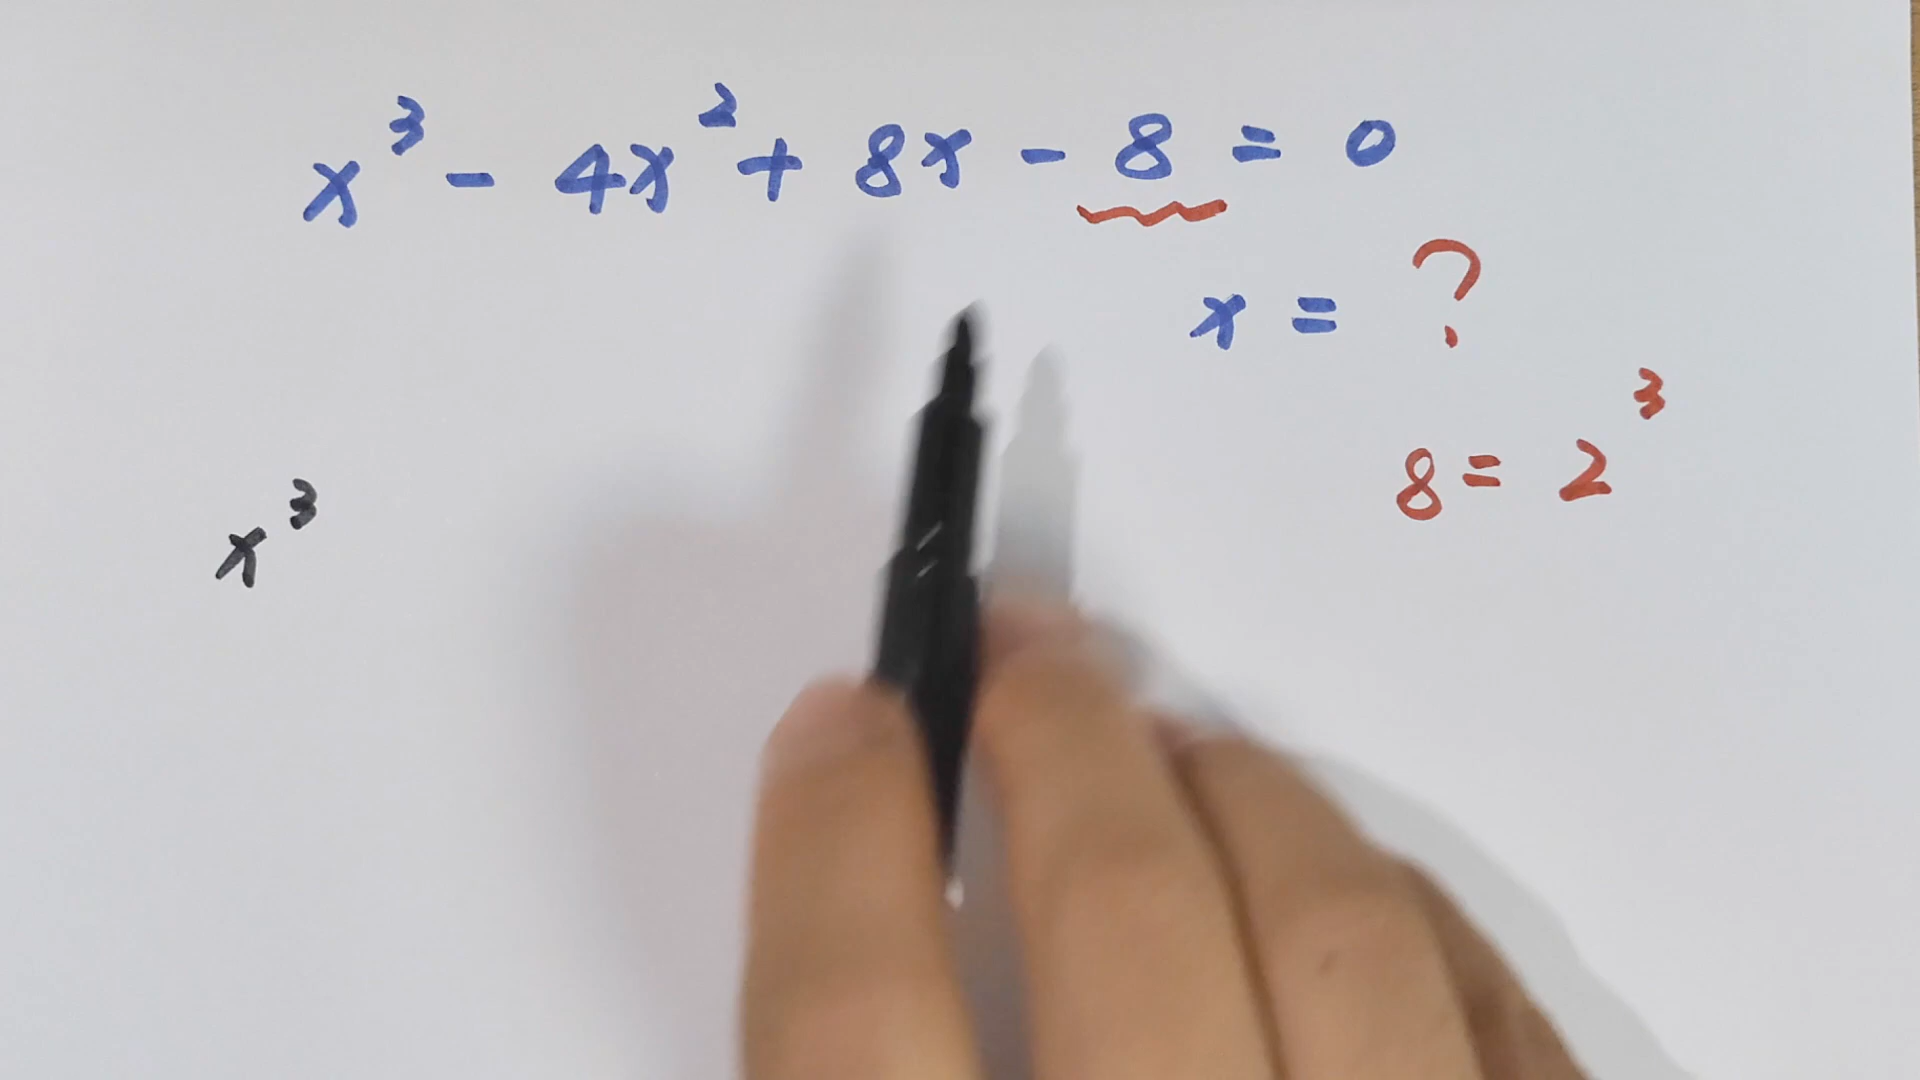 x³ - 4x² + 8x - 8 = 0
x = ?
8 = 2³
x³